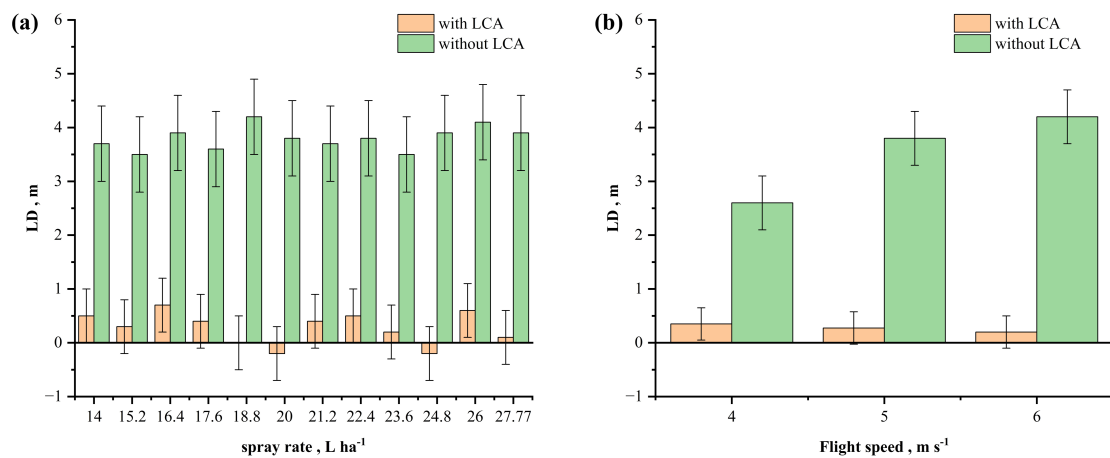 (a)
with LCA
without LCA
6
5
4
3
2
1
0
−1
LD , m
14 15.2 16.4 17.6 18.8 20 21.2 22.4 23.6 24.8 26 27.77
spray rate , L ha⁻¹
(b)
with LCA
without LCA
6
5
4
3
2
1
0
−1
LD , m
4 5 6
Flight speed , m s⁻¹